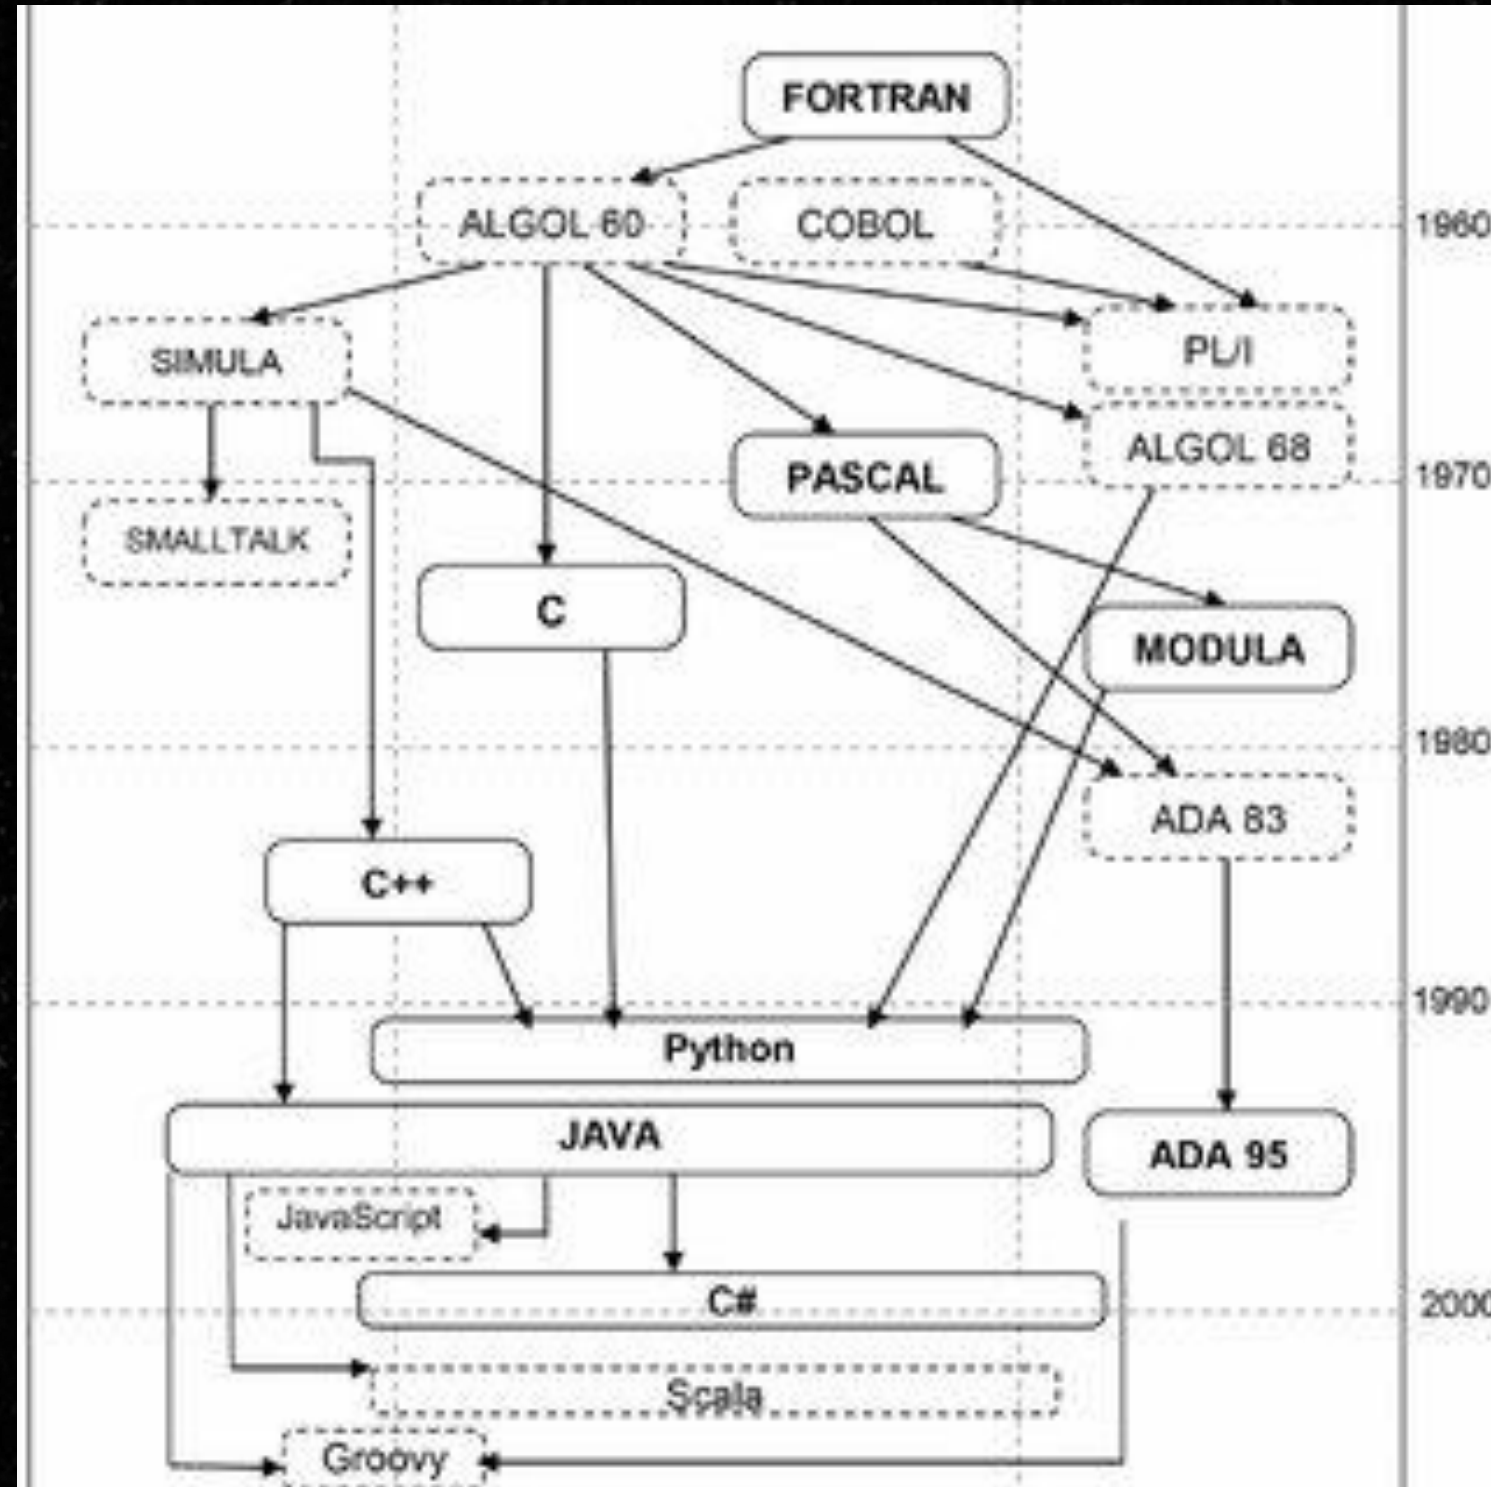 FORTRAN
ALGOL 60
COBOL
1960
SIMULA
PL/I
PASCAL
ALGOL 68
1970
SMALLTALK
C
MODULA
1980
ADA 83
C++
1990
Python
JAVA
ADA 95
JavaScript
C#
2000
Scala
Groovy